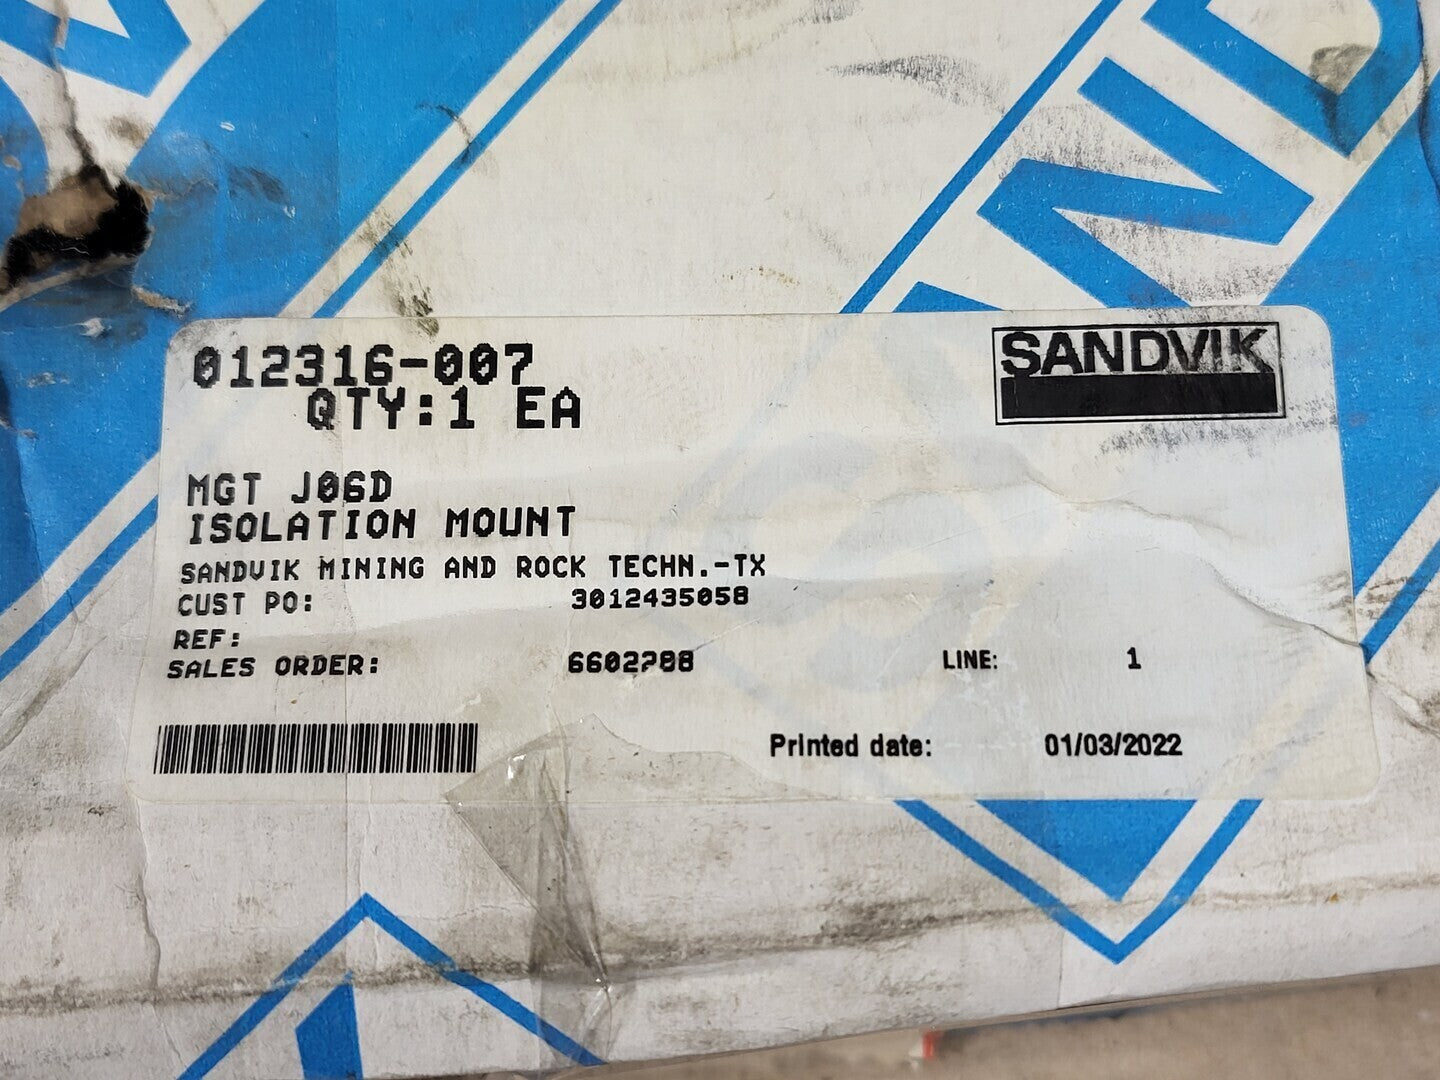 012316-007
QTY:1 EA
SANDVIK
MGT J06D
ISOLATION MOUNT
SANDVIK MINING AND ROCK TECHN.-TX
CUST PO: 3012435058
REF:
SALES ORDER: LINE: 1
Printed date: 01/03/2022